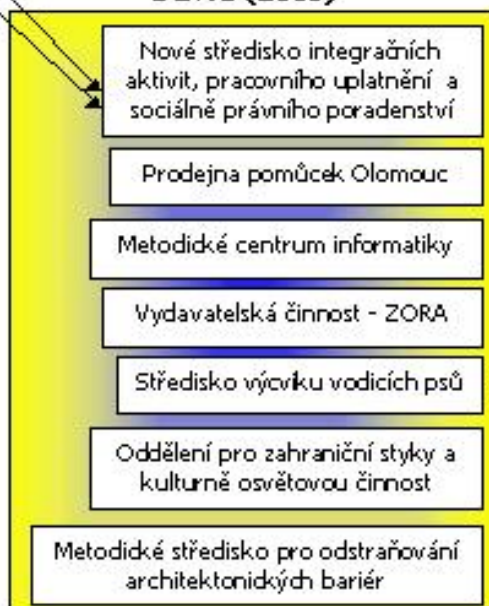 Nové středisko integračních
aktivit, pracovního uplatnění a
sociálně právního poradenství
Prodejna pomůcek Olomouc
Metodické centrum informatiky
Vydavatelská činnost - ZORA
Středisko výcviku vodicích psů
Oddělení pro zahraniční styky a
kulturně osvětovou činnost
Metodické středisko pro odstraňování
architektonických bariér